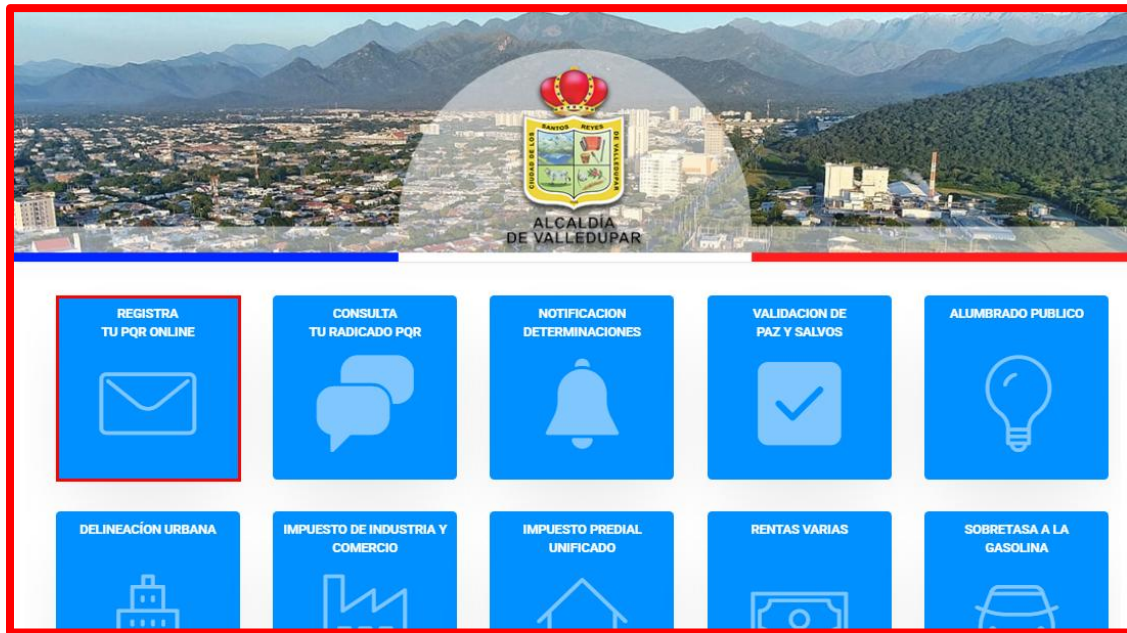 SANTOS REYES
CIUDAD DE LOS
DE VALLEDUPAR
ALCALDÍA
DE VALLEDUPAR
REGISTRA
TU PQR ONLINE
CONSULTA
TU RADICADO PQR
NOTIFICACION
DETERMINACIONES
VALIDACION DE
PAZ Y SALVOS
ALUMBRADO PUBLICO
DELINEACÍON URBANA
IMPUESTO DE INDUSTRIA Y
COMERCIO
IMPUESTO PREDIAL
UNIFICADO
RENTAS VARIAS
SOBRETASA A LA
GASOLINA